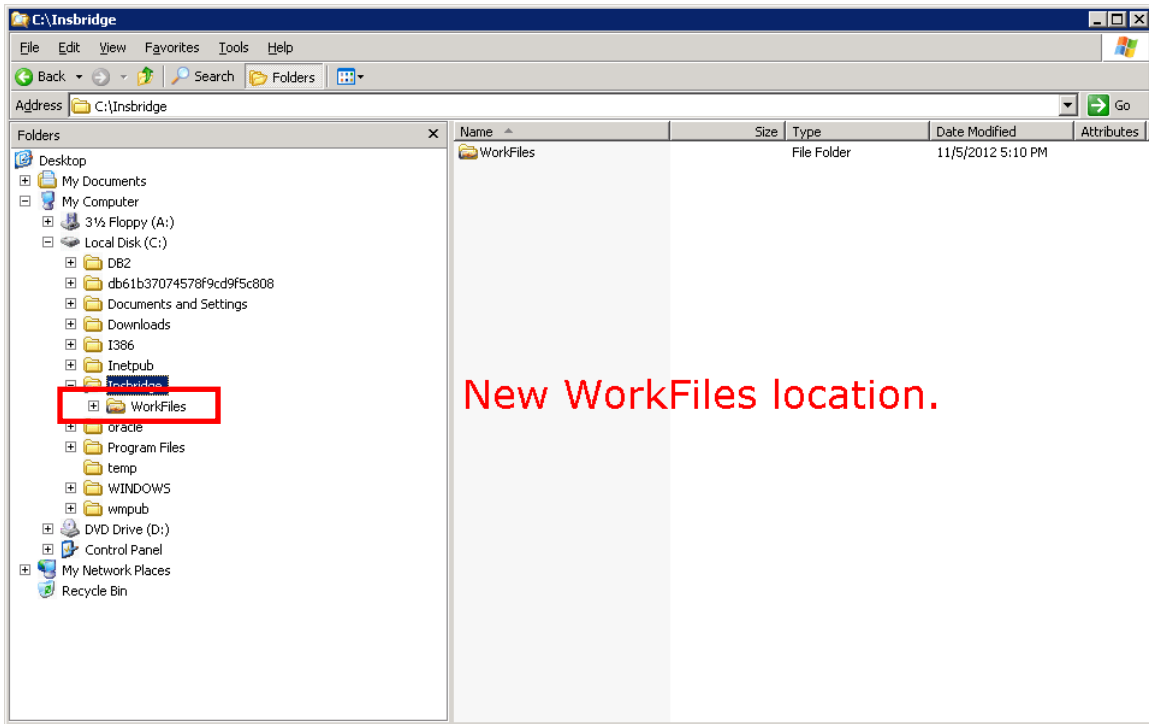 C:\Insbridge
File Edit View Favorites Tools Help
Back Search Folders
Address C:\Insbridge Go
Folders x Name Size Type Date Modified Attributes
WorkFiles File Folder 11/5/2012 5:10 PM
Desktop
My Documents
My Computer
3½ Floppy (A:)
Local Disk (C:)
DB2
db61b37074578f9cd9f5c808
Documents and Settings
Downloads
I386
Inetpub
Insbridge
WorkFiles
New WorkFiles location.
oracle
Program Files
temp
WINDOWS
wmpub
DVD Drive (D:)
Control Panel
My Network Places
Recycle Bin